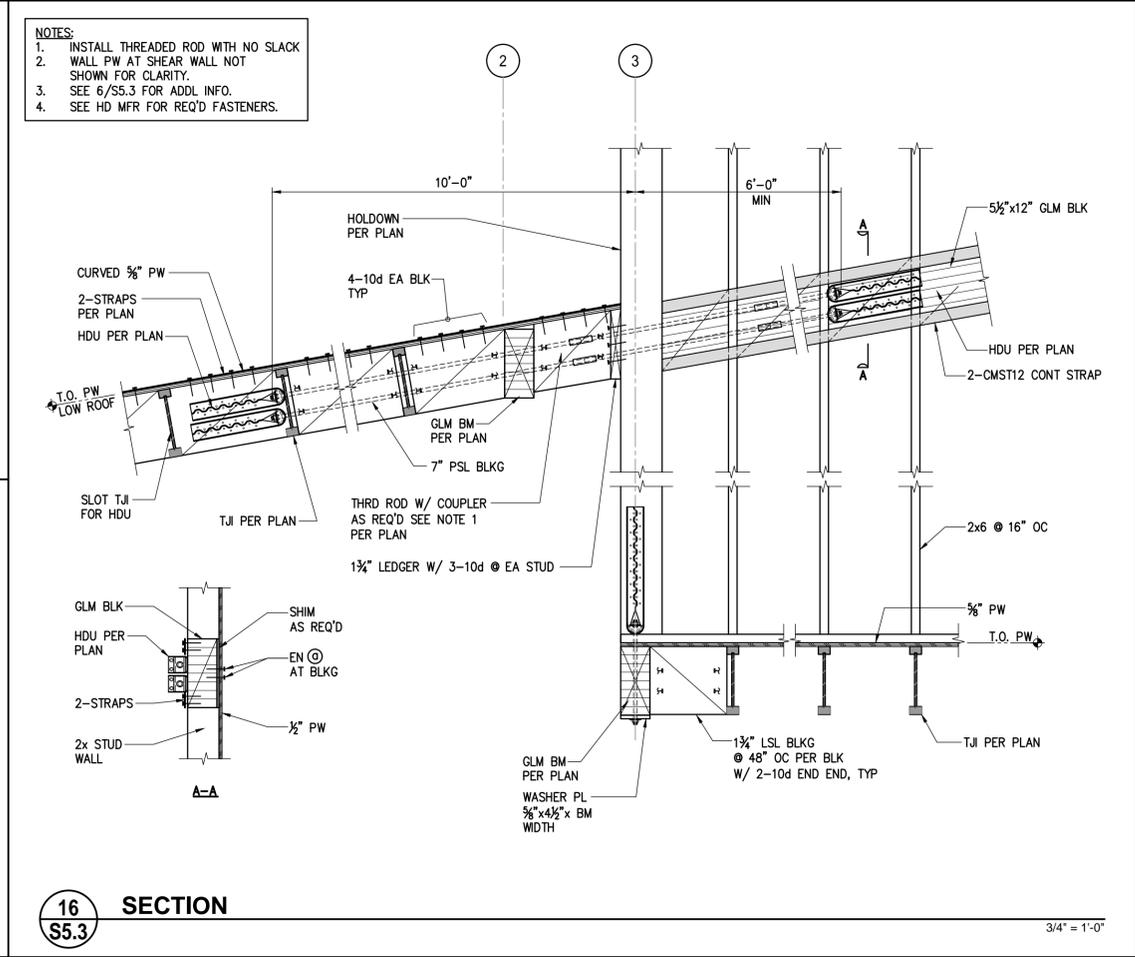 NOTES:
1. INSTALL THREADED ROD WITH NO SLACK
2. WALL PW AT SHEAR WALL NOT
SHOWN FOR CLARITY.
3. SEE 6/S5.3 FOR ADDL INFO.
4. SEE HD MFR FOR REQ'D FASTENERS.
2
3
10'-0"
6'-0"
MIN
HOLDOWN
PER PLAN
5½"x12" GLM BLK
A
CURVED ⅝" PW
4-10d EA BLK
TYP
2-STRAPS
PER PLAN
HDU PER PLAN
HDU PER PLAN
2-CMST12 CONT STRAP
A
T.O. PW
LOW ROOF
GLM BM
PER PLAN
7" PSL BLKG
SLOT TJI
FOR HDU
TJI PER PLAN
THRD ROD W/ COUPLER
AS REQ'D SEE NOTE 1
PER PLAN
2x6 @ 16" OC
1¾" LEDGER W/ 3-10d @ EA STUD
GLM BLK
SHIM
AS REQ'D
⅝" PW
HDU PER
PLAN
T.O. PW
EN ⓐ
AT BLKG
2-STRAPS
½" PW
2x STUD
WALL
1¾" LSL BLKG
@ 48" OC PER BLK
W/ 2-10d END END, TYP
TJI PER PLAN
GLM BM
PER PLAN
A-A
WASHER PL
⅝"x4½"x BM
WIDTH
16
S5.3
SECTION
3/4" = 1'-0"